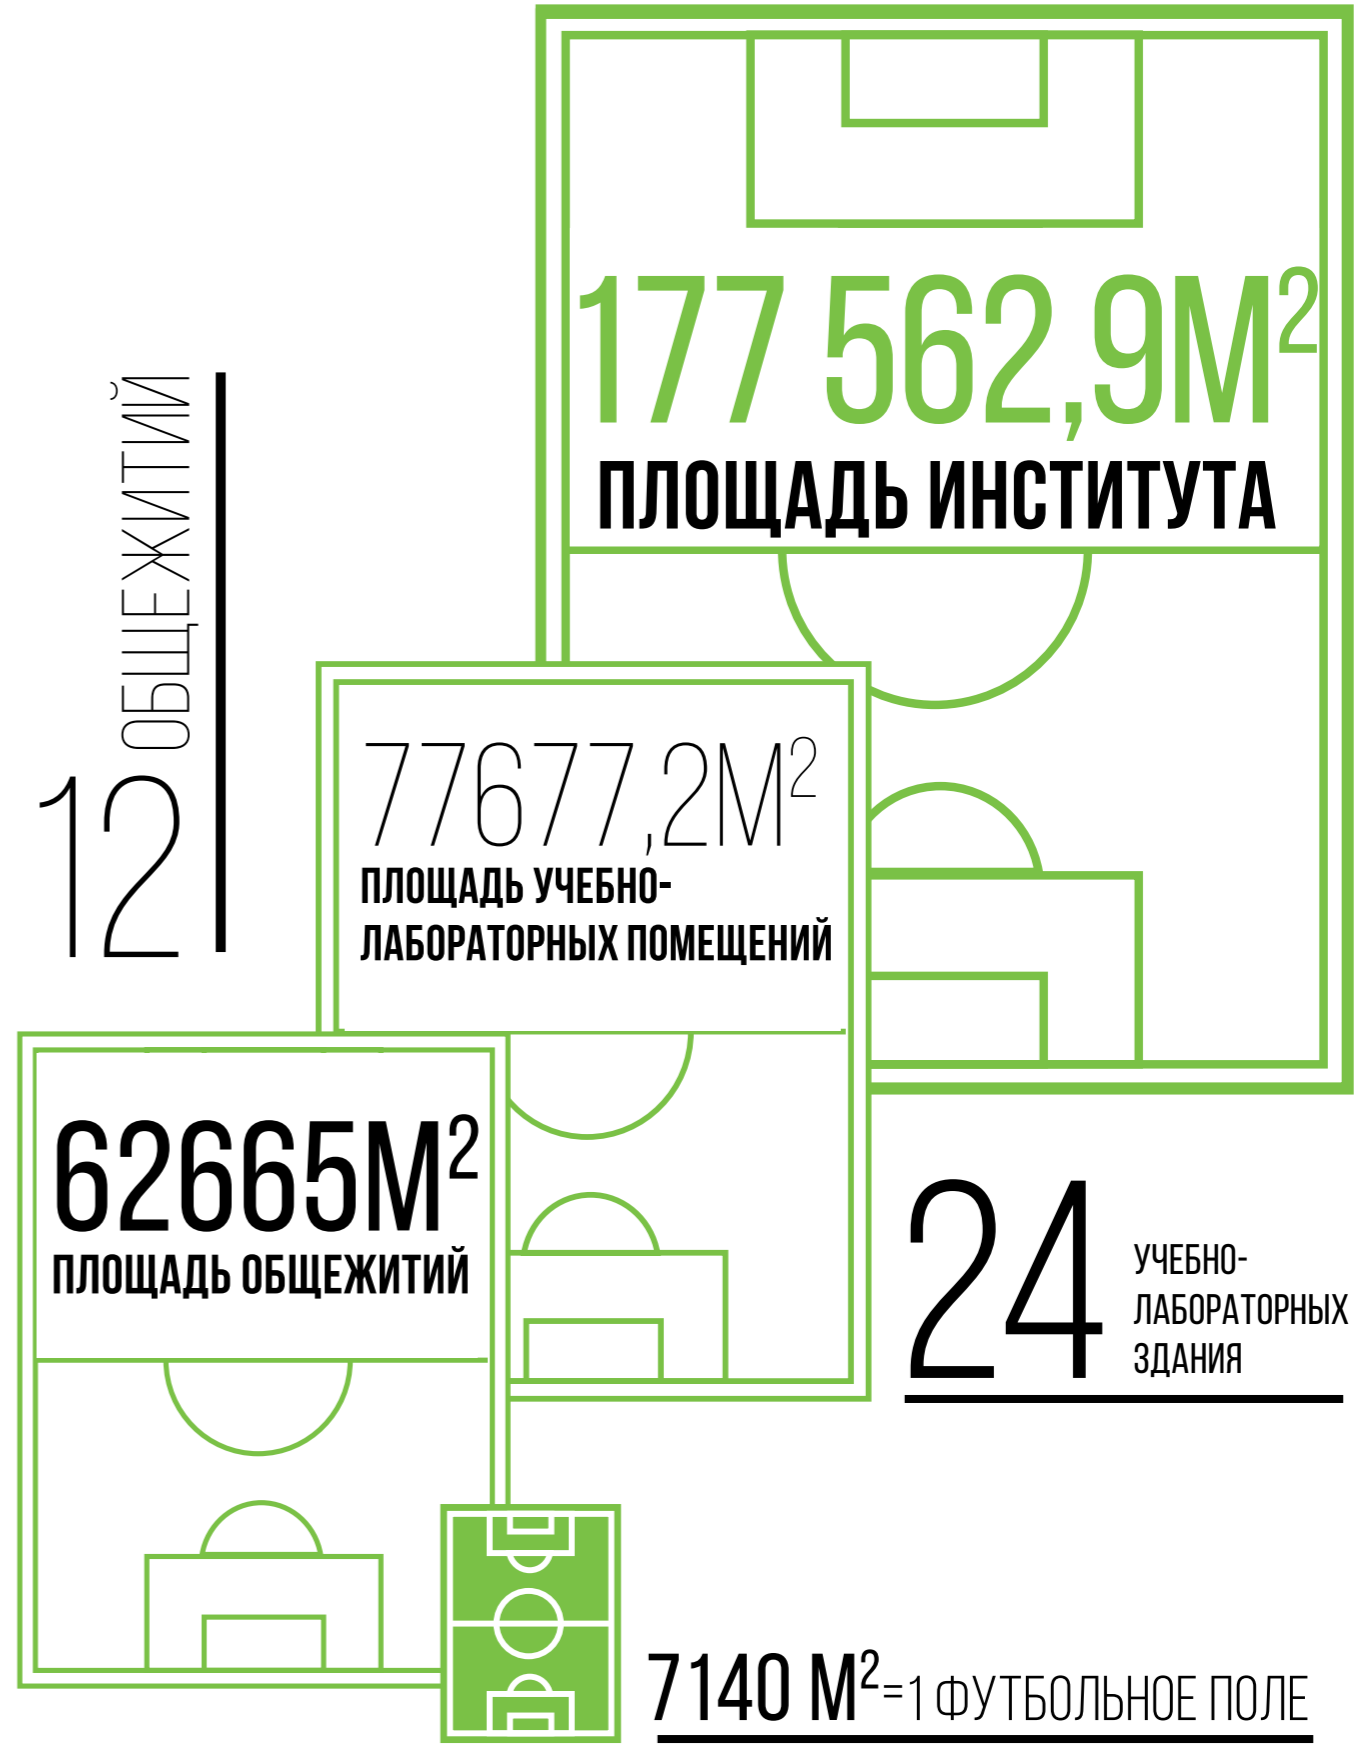 177 562,9М²
ПЛОЩАДЬ ИНСТИТУТА
12 ОБЩЕЖИТИЙ
77677,2М²
ПЛОЩАДЬ УЧЕБНО-
ЛАБОРАТОРНЫХ ПОМЕЩЕНИЙ
62665М²
ПЛОЩАДЬ ОБЩЕЖИТИЙ
24
УЧЕБНО-
ЛАБОРАТОРНЫХ
ЗДАНИЯ
7140 М²=1 ФУТБОЛЬНОЕ ПОЛЕ